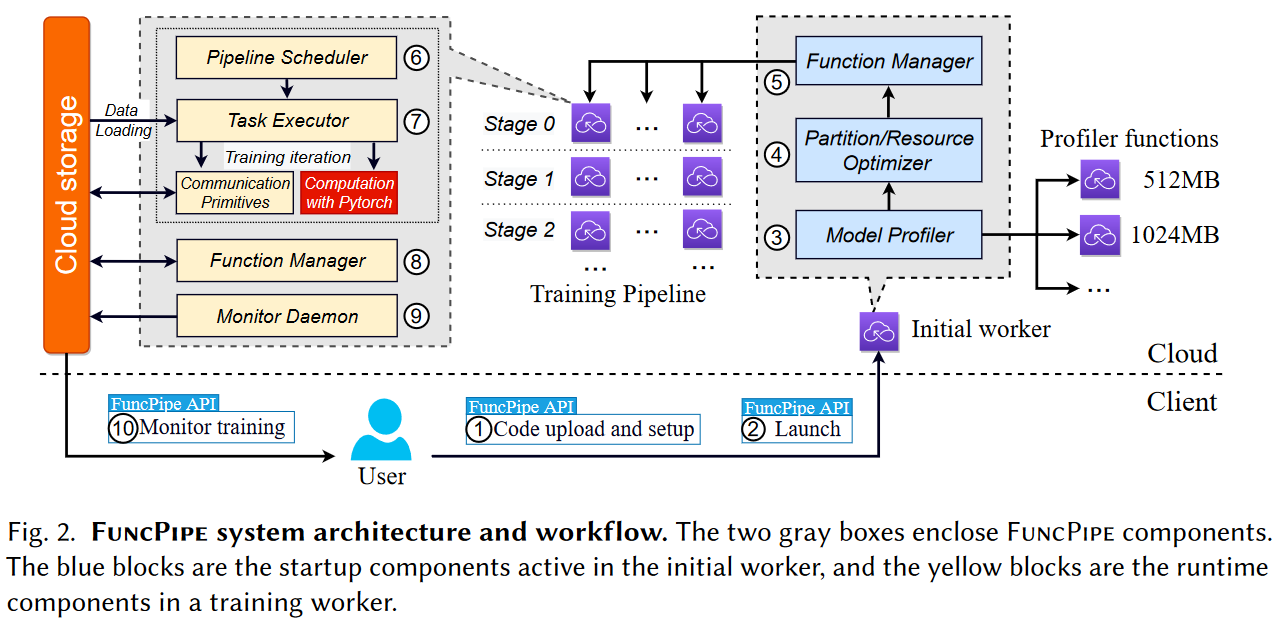 Cloud storage
Data
Loading
Pipeline Scheduler
⑥
Task Executor
⑦
Training iteration
Communication
Primitives
Computation
with Pytorch
Function Manager
⑧
Monitor Daemon
⑨
Stage 0
...
Stage 1
...
Stage 2
...
...
...
Training Pipeline
Function Manager
⑤
Partition/Resource
Optimizer
④
Model Profiler
③
Profiler functions
512MB
1024MB
...
Initial worker
Cloud
Client
FuncPipe API
⑩ Monitor training
User
FuncPipe API
① Code upload and setup
FuncPipe API
② Launch
Fig. 2. FuncPipe system architecture and workflow. The two gray boxes enclose FuncPipe components.
The blue blocks are the startup components active in the initial worker, and the yellow blocks are the runtime
components in a training worker.